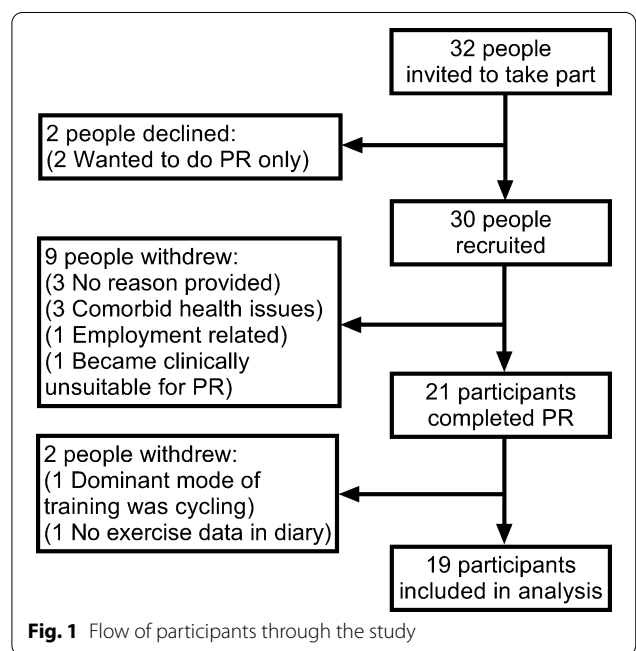 32 people
invited to take part
2 people declined:
(2 Wanted to do PR only)
30 people
recruited
9 people withdrew:
(3 No reason provided)
(3 Comorbid health issues)
(1 Employment related)
(1 Became clinically
unsuitable for PR)
21 participants
completed PR
2 people withdrew:
(1 Dominant mode of
training was cycling)
(1 No exercise data in diary)
19 participants
included in analysis
Fig. 1 Flow of participants through the study